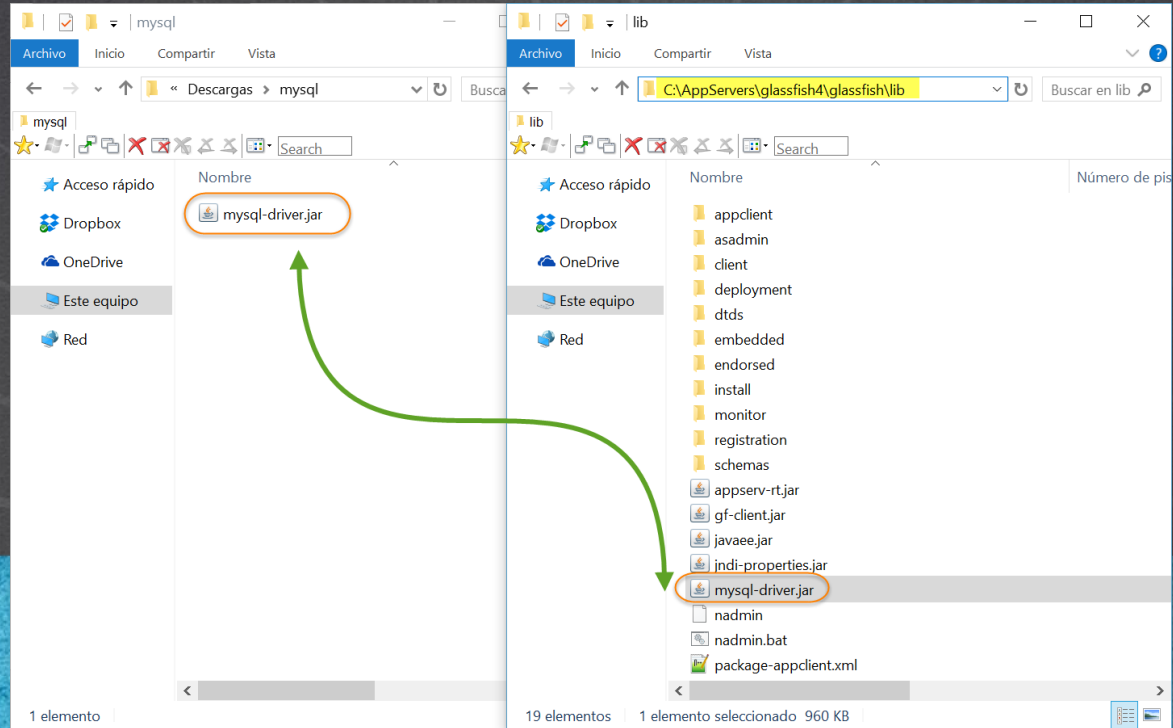 mysql
Archivo Inicio Compartir Vista
« Descargas > mysql
Busca
mysql
Search
Acceso rápido
Dropbox
OneDrive
Este equipo
Red
Nombre
mysql-driver.jar
1 elemento
lib
Archivo Inicio Compartir Vista
?
C:\AppServers\glassfish4\glassfish\lib
Buscar en lib
lib
Search
Acceso rápido
Dropbox
OneDrive
Este equipo
Red
Nombre Número de pis
appclient
asadmin
client
deployment
dtds
embedded
endorsed
install
monitor
registration
schemas
appserv-rt.jar
gf-client.jar
javaee.jar
jndi-properties.jar
mysql-driver.jar
nadmin
nadmin.bat
package-appclient.xml
19 elementos 1 elemento seleccionado 960 KB